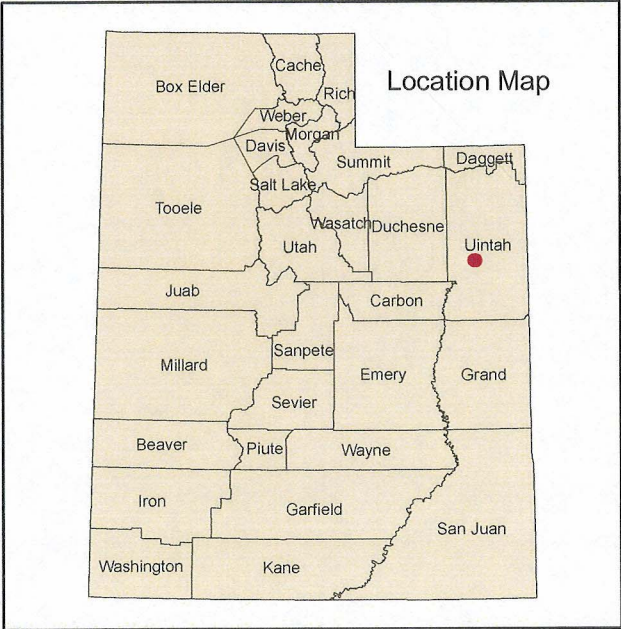 Location Map
Box Elder
Cache
Rich
Weber
Morgan
Davis
Summit
Daggett
Salt Lake
Tooele
Wasatch
Duchesne
Utah
Uintah
Juab
Carbon
Sanpete
Millard
Emery
Grand
Sevier
Beaver
Piute
Wayne
Iron
Garfield
San Juan
Washington
Kane